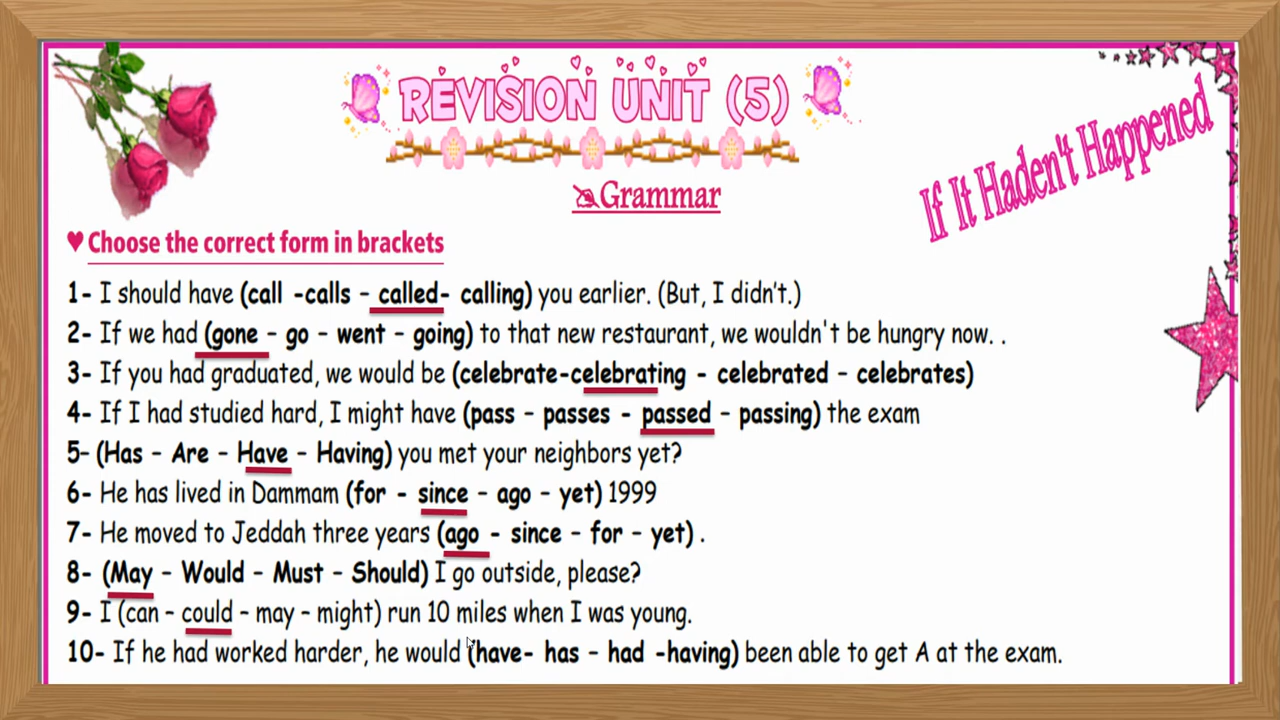 REVISION UNIT (5)
If It Haden't Happened
Grammar
Choose the correct form in brackets
1- I should have (call -calls – called- calling) you earlier. (But, I didn't.)
2- If we had (gone – go – went – going) to that new restaurant, we wouldn't be hungry now. .
3- If you had graduated, we would be (celebrate-celebrating - celebrated – celebrates)
4- If I had studied hard, I might have (pass – passes - passed – passing) the exam
5- (Has – Are – Have – Having) you met your neighbors yet?
6- He has lived in Dammam (for - since – ago – yet) 1999
7- He moved to Jeddah three years (ago - since – for – yet) .
8- (May – Would – Must – Should) I go outside, please?
9- I (can – could – may – might) run 10 miles when I was young.
10- If he had worked harder, he would (have- has – had -having) been able to get A at the exam.